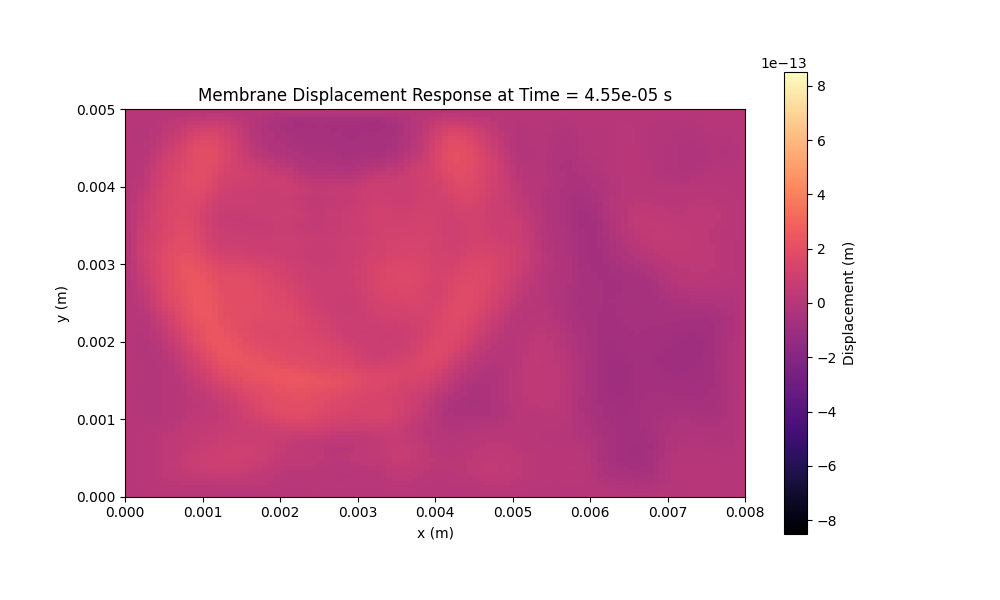 1e−13
Membrane Displacement Response at Time = 4.55e-05 s
0.005
0.004
0.003
0.002
0.001
0.000
y (m)
0.000 0.001 0.002 0.003 0.004 0.005 0.006 0.007 0.008
x (m)
8
6
4
2
0
−2
−4
−6
−8
Displacement (m)